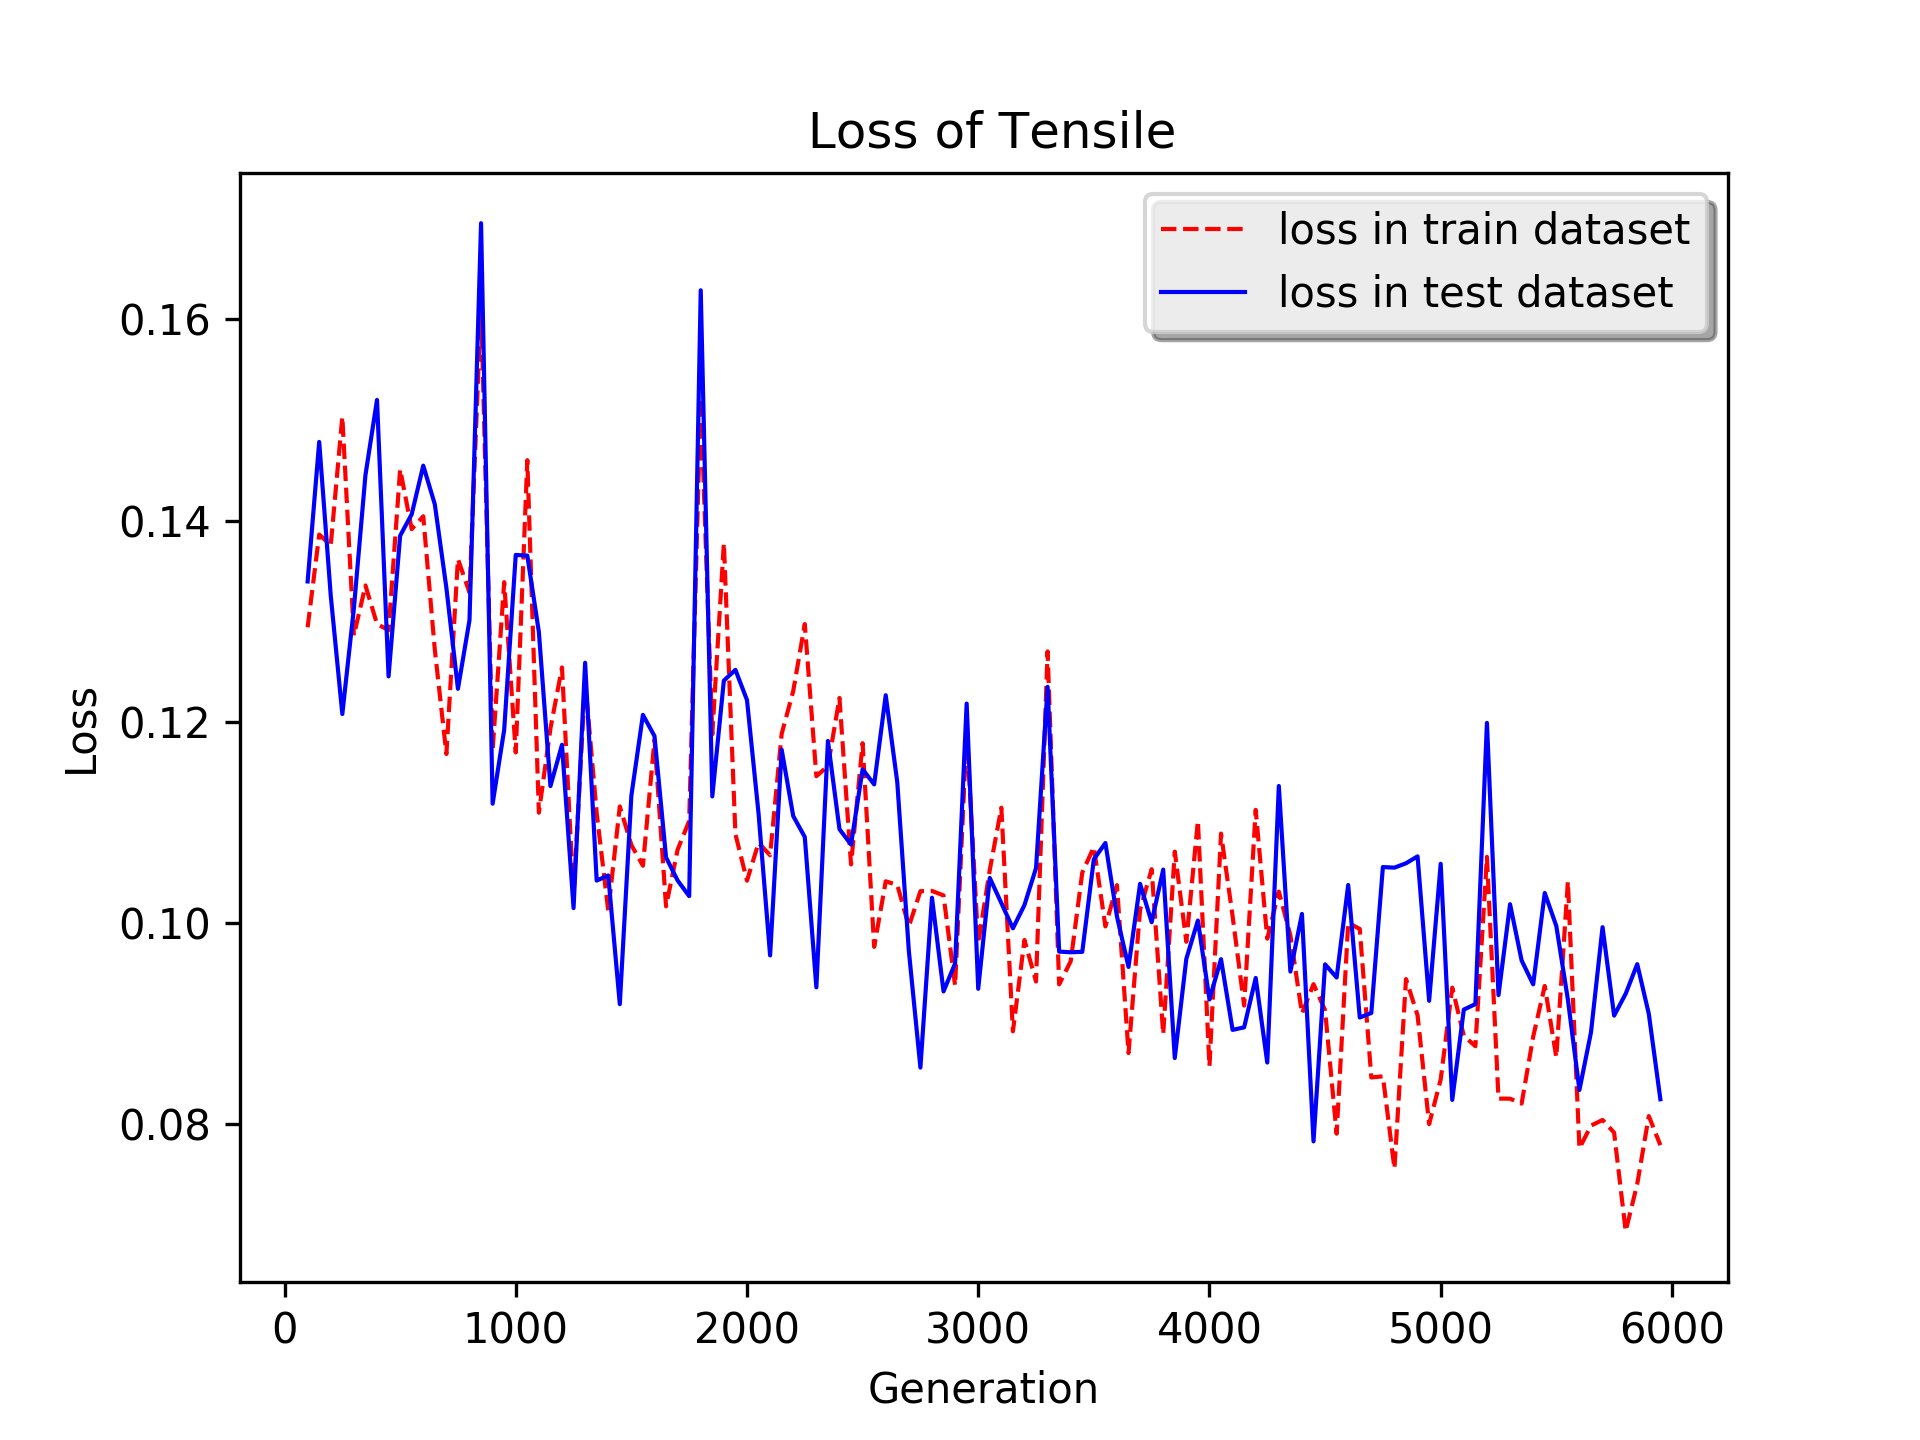 Loss of Tensile
loss in train dataset
loss in test dataset
Loss
0.16
0.14
0.12
0.10
0.08
0 1000 2000 3000 4000 5000 6000
Generation